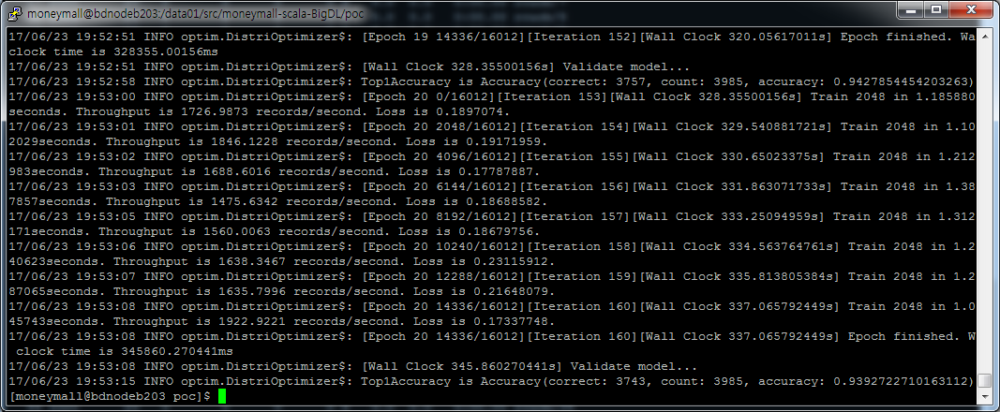 moneymall@bdnodeb203:/data01/src/moneymall-scala-BigDL/poc
17/06/23 19:52:51 INFO optim.DistriOptimizer$: [Epoch 19 14336/16012][Iteration 152][Wall Clock 320.05617011s] Epoch finished. Wa
clock time is 328355.00156ms
17/06/23 19:52:51 INFO optim.DistriOptimizer$: [Wall Clock 328.35500156s] Validate model...
17/06/23 19:52:58 INFO optim.DistriOptimizer$: Top1Accuracy is Accuracy(correct: 3757, count: 3985, accuracy: 0.9427854454203263)
17/06/23 19:53:00 INFO optim.DistriOptimizer$: [Epoch 20 0/16012][Iteration 153][Wall Clock 328.35500156s] Train 2048 in 1.185880
seconds. Throughput is 1726.9873 records/second. Loss is 0.1897074.
17/06/23 19:53:01 INFO optim.DistriOptimizer$: [Epoch 20 2048/16012][Iteration 154][Wall Clock 329.540881721s] Train 2048 in 1.10
2029seconds. Throughput is 1846.1228 records/second. Loss is 0.19171959.
17/06/23 19:53:02 INFO optim.DistriOptimizer$: [Epoch 20 4096/16012][Iteration 155][Wall Clock 330.65023375s] Train 2048 in 1.212
983seconds. Throughput is 1688.6016 records/second. Loss is 0.17787887.
17/06/23 19:53:03 INFO optim.DistriOptimizer$: [Epoch 20 6144/16012][Iteration 156][Wall Clock 331.863071733s] Train 2048 in 1.38
7857seconds. Throughput is 1475.6342 records/second. Loss is 0.18688582.
17/06/23 19:53:05 INFO optim.DistriOptimizer$: [Epoch 20 8192/16012][Iteration 157][Wall Clock 333.25094959s] Train 2048 in 1.312
171seconds. Throughput is 1560.0063 records/second. Loss is 0.18679756.
17/06/23 19:53:06 INFO optim.DistriOptimizer$: [Epoch 20 10240/16012][Iteration 158][Wall Clock 334.563764761s] Train 2048 in 1.2
40623seconds. Throughput is 1638.3467 records/second. Loss is 0.23115912.
17/06/23 19:53:07 INFO optim.DistriOptimizer$: [Epoch 20 12288/16012][Iteration 159][Wall Clock 335.813805384s] Train 2048 in 1.2
87065seconds. Throughput is 1635.7996 records/second. Loss is 0.21648079.
17/06/23 19:53:08 INFO optim.DistriOptimizer$: [Epoch 20 14336/16012][Iteration 160][Wall Clock 337.065792449s] Train 2048 in 1.0
45743seconds. Throughput is 1922.9221 records/second. Loss is 0.17337748.
17/06/23 19:53:08 INFO optim.DistriOptimizer$: [Epoch 20 14336/16012][Iteration 160][Wall Clock 337.065792449s] Epoch finished. W
clock time is 345860.270441ms
17/06/23 19:53:08 INFO optim.DistriOptimizer$: [Wall Clock 345.860270441s] Validate model...
17/06/23 19:53:15 INFO optim.DistriOptimizer$: Top1Accuracy is Accuracy(correct: 3743, count: 3985, accuracy: 0.9392722710163112)
[moneymall@bdnodeb203 poc]$